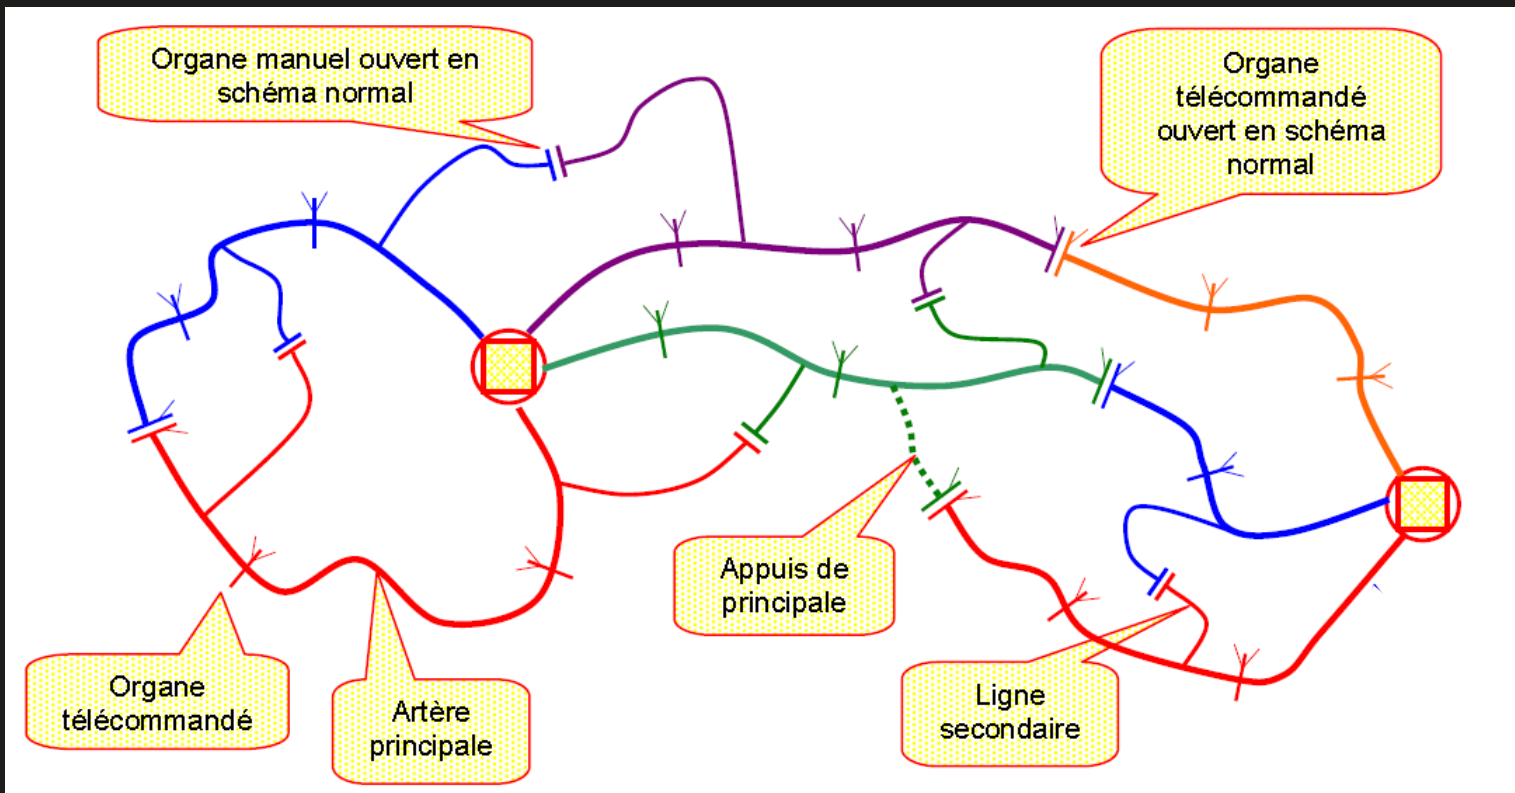 Organe manuel ouvert en
schéma normal
Organe
télécommandé
ouvert en schéma
normal
Appuis de
principale
Organe
télécommandé
Artère
principale
Ligne
secondaire